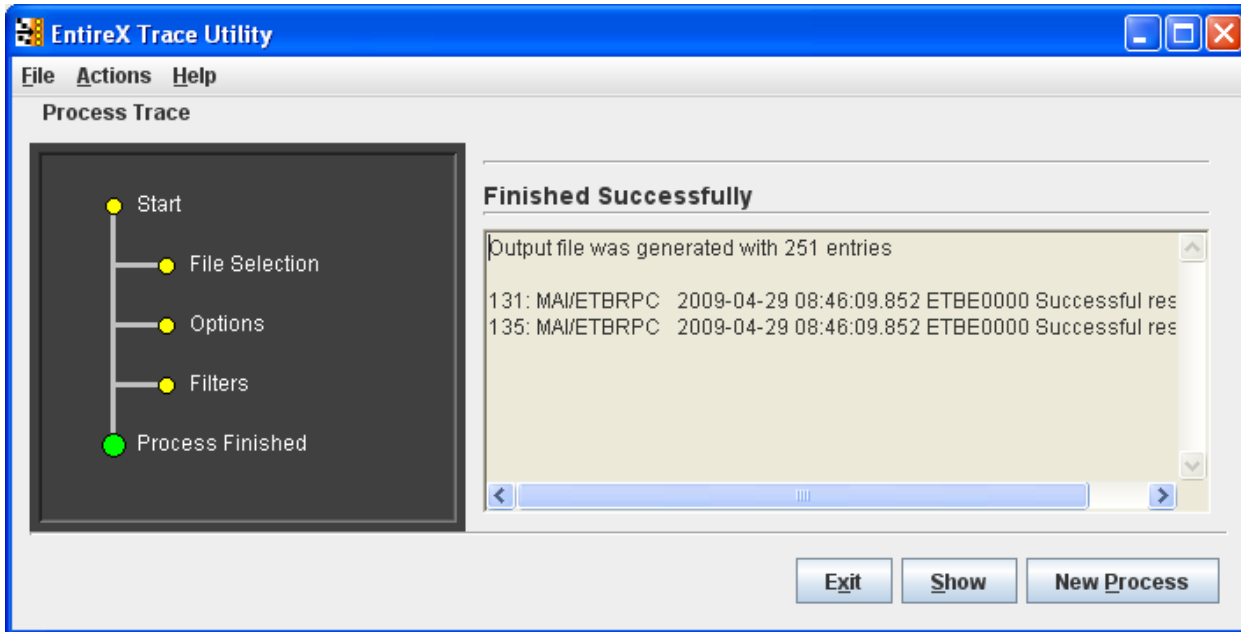 EntireX Trace Utility
File Actions Help
Process Trace
Start
File Selection
Options
Filters
Process Finished
Finished Successfully
Output file was generated with 251 entries
131: MAI/ETBRPC 2009-04-29 08:46:09.852 ETBE0000 Successful res
135: MAI/ETBRPC 2009-04-29 08:46:09.852 ETBE0000 Successful res
Exit Show New Process